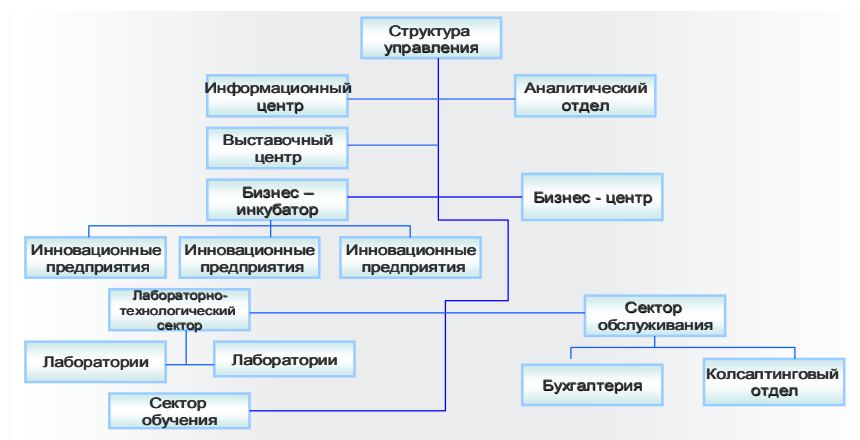 Структура
управления
Информационный
центр
Аналитический
отдел
Выставочный
центр
Бизнес –
инкубатор
Бизнес - центр
Инновационные
предприятия
Инновационные
предприятия
Инновационные
предприятия
Лабораторно-
технологический
сектор
Сектор
обслуживания
Лаборатории
Лаборатории
Бухгалтерия
Колсалтинговый
отдел
Сектор
обучения